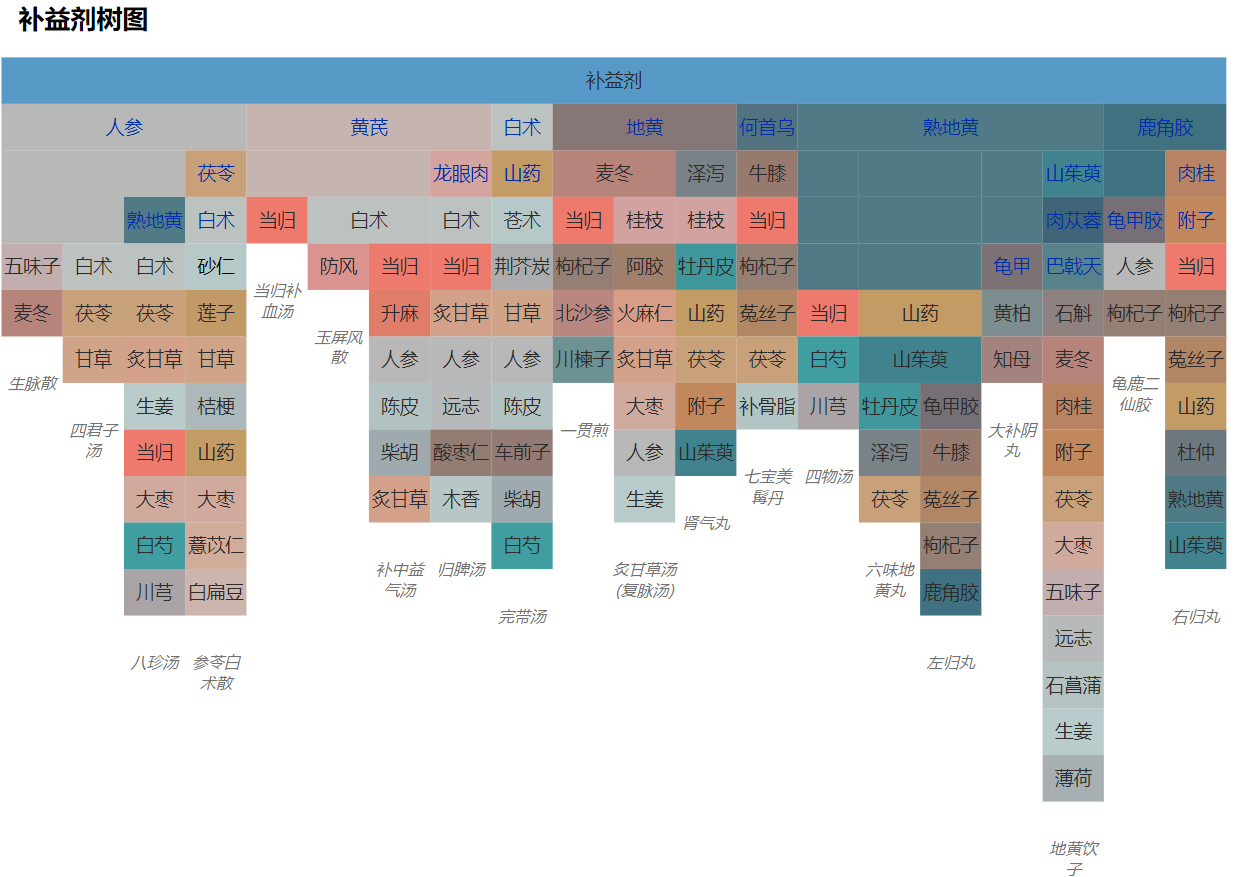 补益剂树图
补益剂
人参 黄芪 白术 地黄 何首乌 熟地黄 鹿角胶
茯苓 龙眼肉 山药 麦冬 泽泻 牛膝 山茱萸 肉桂
熟地黄 白术 当归 白术 白术 苍术 当归 桂枝 桂枝 当归 肉苁蓉 龟甲胶 附子
五味子 白术 白术 砂仁 防风 当归 当归 荆芥炭 枸杞子 阿胶 牡丹皮 枸杞子 龟甲 巴戟天 人参 当归
当归补
血汤
麦冬 茯苓 茯苓 莲子 升麻 炙甘草 甘草 北沙参 火麻仁 山药 菟丝子 当归 山药 黄柏 石斛 枸杞子 枸杞子
玉屏风
散
甘草 炙甘草 甘草 人参 人参 人参 川楝子 炙甘草 茯苓 茯苓 白芍 山茱萸 知母 麦冬 菟丝子
生脉散
龟鹿二
仙胶
生姜 桔梗 陈皮 远志 陈皮 大枣 附子 补骨脂 川芎 牡丹皮 龟甲胶 肉桂 山药
四君子
汤
一贯煎
大补阴
丸
当归 山药 柴胡 酸枣仁 车前子 人参 山茱萸 泽泻 牛膝 附子 杜仲
七宝美
髯丹
四物汤
大枣 大枣 炙甘草 木香 柴胡 生姜 茯苓 菟丝子 茯苓 熟地黄
肾气丸
白芍 薏苡仁 白芍 枸杞子 大枣 山茱萸
补中益
气汤
归脾汤
炙甘草汤
(复脉汤)
六味地
黄丸
川芎 白扁豆 鹿角胶 五味子
完带汤
右归丸
远志
八珍汤
参苓白
术散
左归丸
石菖蒲
生姜
薄荷
地黄饮
子